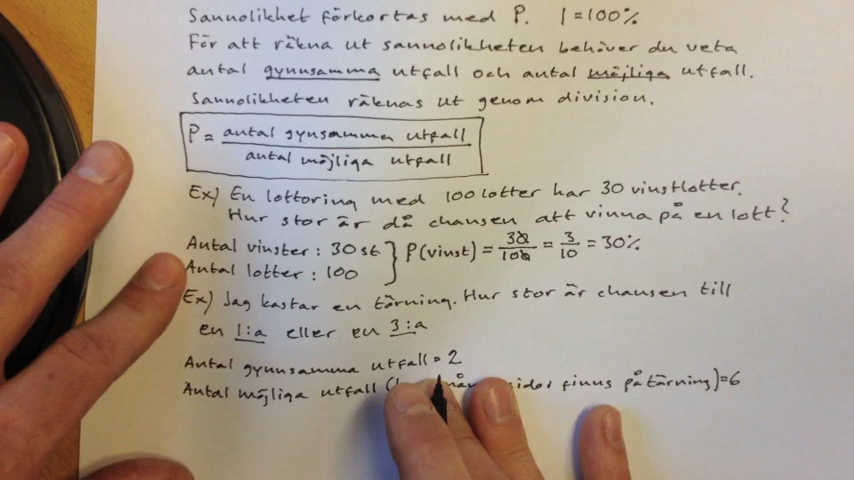 Sannolikhet förkortas med P. 1 = 100%
För att räkna ut sannolikheten behöver du veta
antal gynnsamma utfall och antal möjliga utfall.
Sannolikheten räknas ut genom division.
P = antal gynsamma utfall / antal möjliga utfall
Ex) En lottoring med 100 lotter har 30 vinstlotter.
Hur stor är då chansen att vinna på en lott?
Antal vinster : 30 st } P(vinst) = 30/100 = 3/10 = 30%
Antal lotter : 100
Ex) Jag kastar en tärning. Hur stor är chansen till
en 1:a eller en 3:a
Antal gynnsamma utfall = 2
Antal möjliga utfall ( sidor finns på tärning) = 6